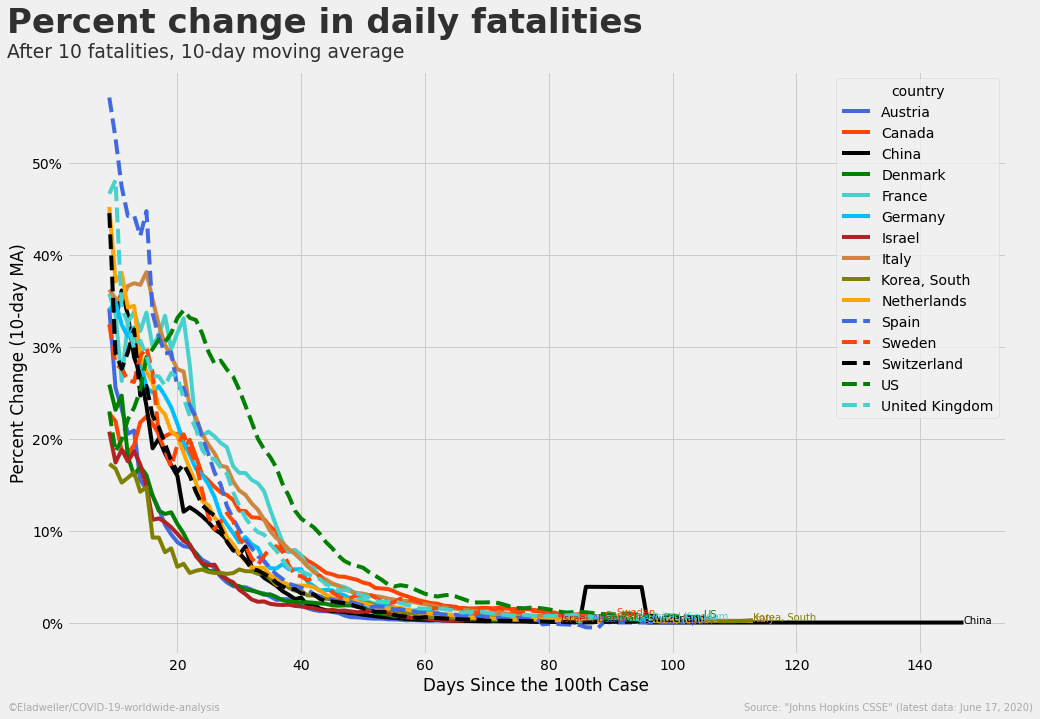 Percent change in daily fatalities
After 10 fatalities, 10-day moving average
country
Austria
Canada
China
Denmark
France
Germany
Israel
Italy
Korea, South
Netherlands
Spain
Sweden
Switzerland
US
United Kingdom
Percent Change (10-day MA)
50%
40%
30%
20%
10%
0%
Sweden
US
Israel
Switzerland
Korea, South
China
20
40
60
80
100
120
140
Days Since the 100th Case
©Eladweller/COVID-19-worldwide-analysis
Source: "Johns Hopkins CSSE" (latest data: June 17, 2020)